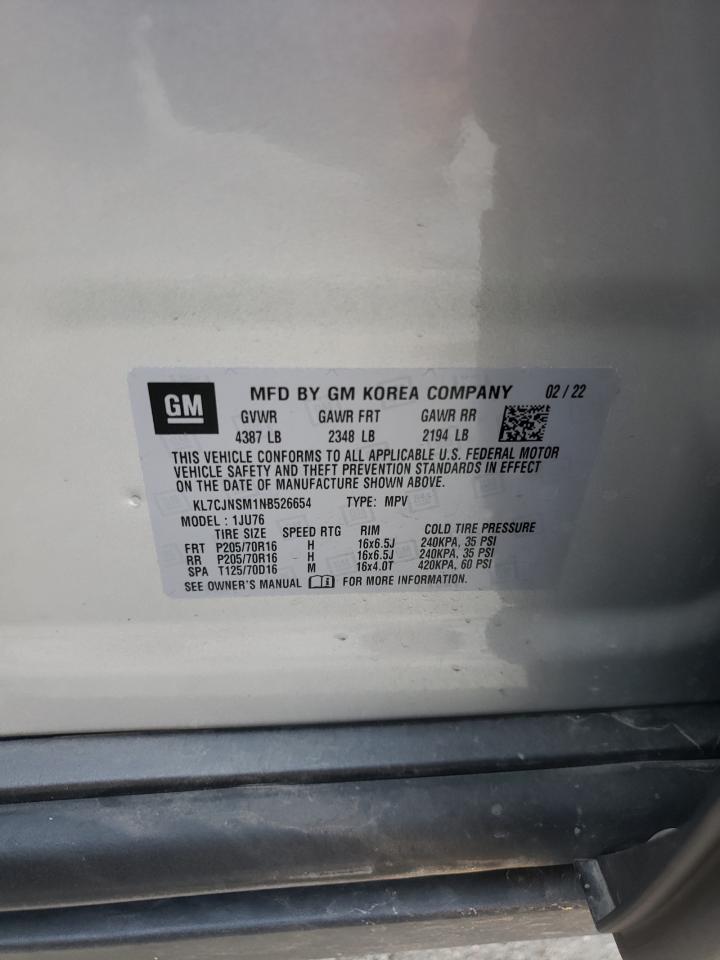 GM MFD BY GM KOREA COMPANY 02 / 22
GVWR GAWR FRT GAWR RR
4387 LB 2348 LB 2194 LB
THIS VEHICLE CONFORMS TO ALL APPLICABLE U.S. FEDERAL MOTOR
VEHICLE SAFETY AND THEFT PREVENTION STANDARDS IN EFFECT
ON THE DATE OF MANUFACTURE SHOWN ABOVE.
KL7CJNSM1NB526654 TYPE: MPV
MODEL : 1JU76
TIRE SIZE SPEED RTG RIM COLD TIRE PRESSURE
FRT P205/70R16 H 16x6.5J 240KPA, 35 PSI
RR P205/70R16 H 16x6.5J 240KPA, 35 PSI
SPA T125/70D16 M 16x4.0T 420KPA, 60 PSI
SEE OWNER'S MANUAL i FOR MORE INFORMATION.